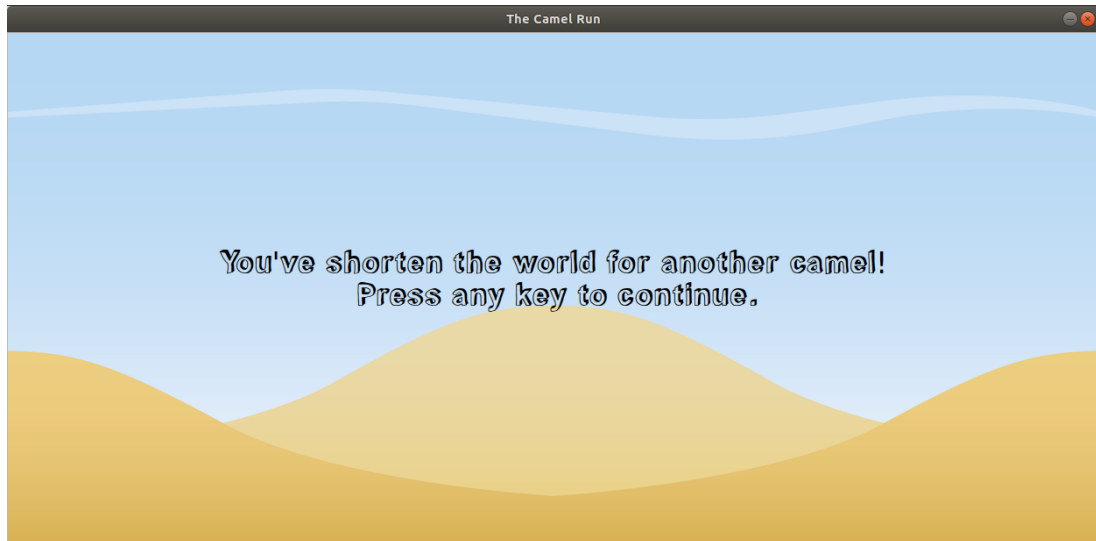 The Camel Run
You've shorten the world for another camel!
Press any key to continue.